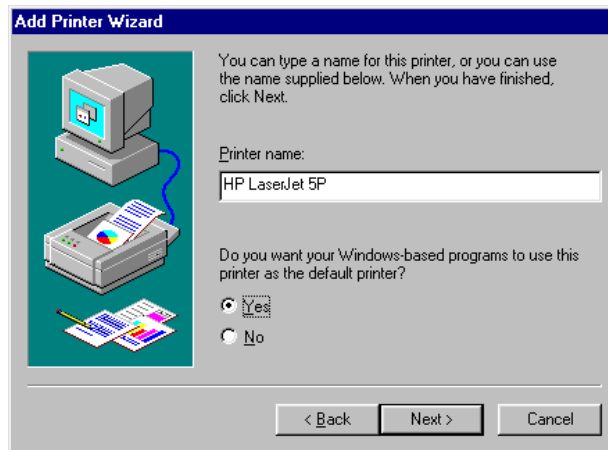 Add Printer Wizard
You can type a name for this printer, or you can use
the name supplied below. When you have finished,
click Next.
Printer name:
HP LaserJet 5P
Do you want your Windows-based programs to use this
printer as the default printer?
Yes
No
< Back
Next >
Cancel